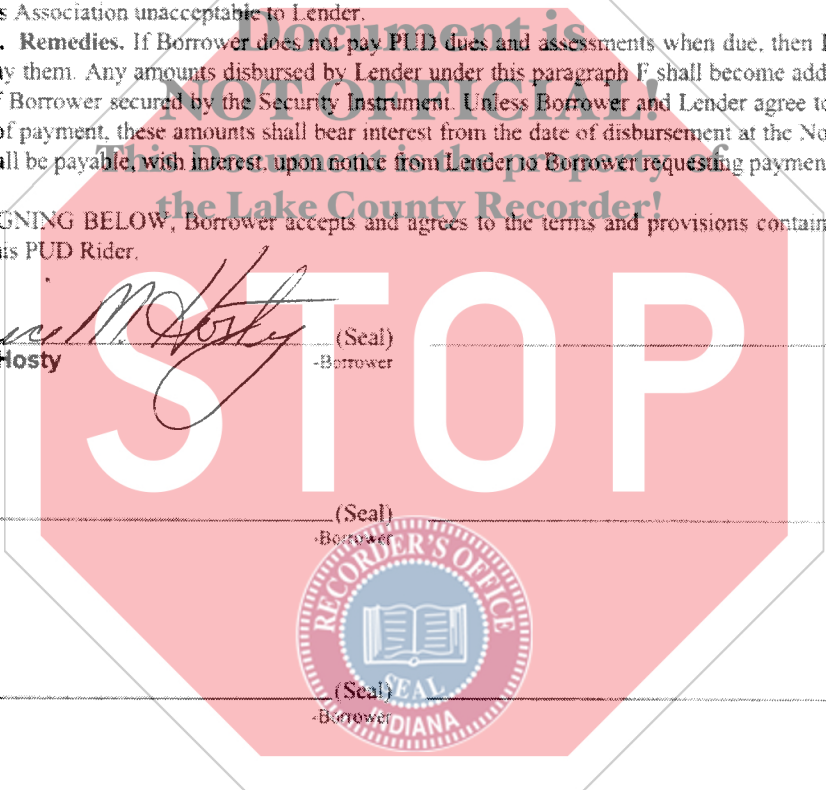 s Association unacceptable to Lender.
. Remedies. If Borrower does not pay PUD dues and assessments when due, then
y them. Any amounts disbursed by Lender under this paragraph F shall become add
f Borrower secured by the Security Instrument. Unless Borrower and Lender agree to
of payment, these amounts shall bear interest from the date of disbursement at the No
all be payable, with interest, upon notice from Lender to Borrower requesting payment
Document is
NOT OFFICIAL!
This Document is the property of
the Lake County Recorder!
GNING BELOW, Borrower accepts and agrees to the terms and provisions contain
is PUD Rider.
M. Hosty (Seal)
Hosty -Borrower
STOP
(Seal)
-Borrower
RECORDER'S OFFICE
SEAL
INDIANA
(Seal)
-Borrower